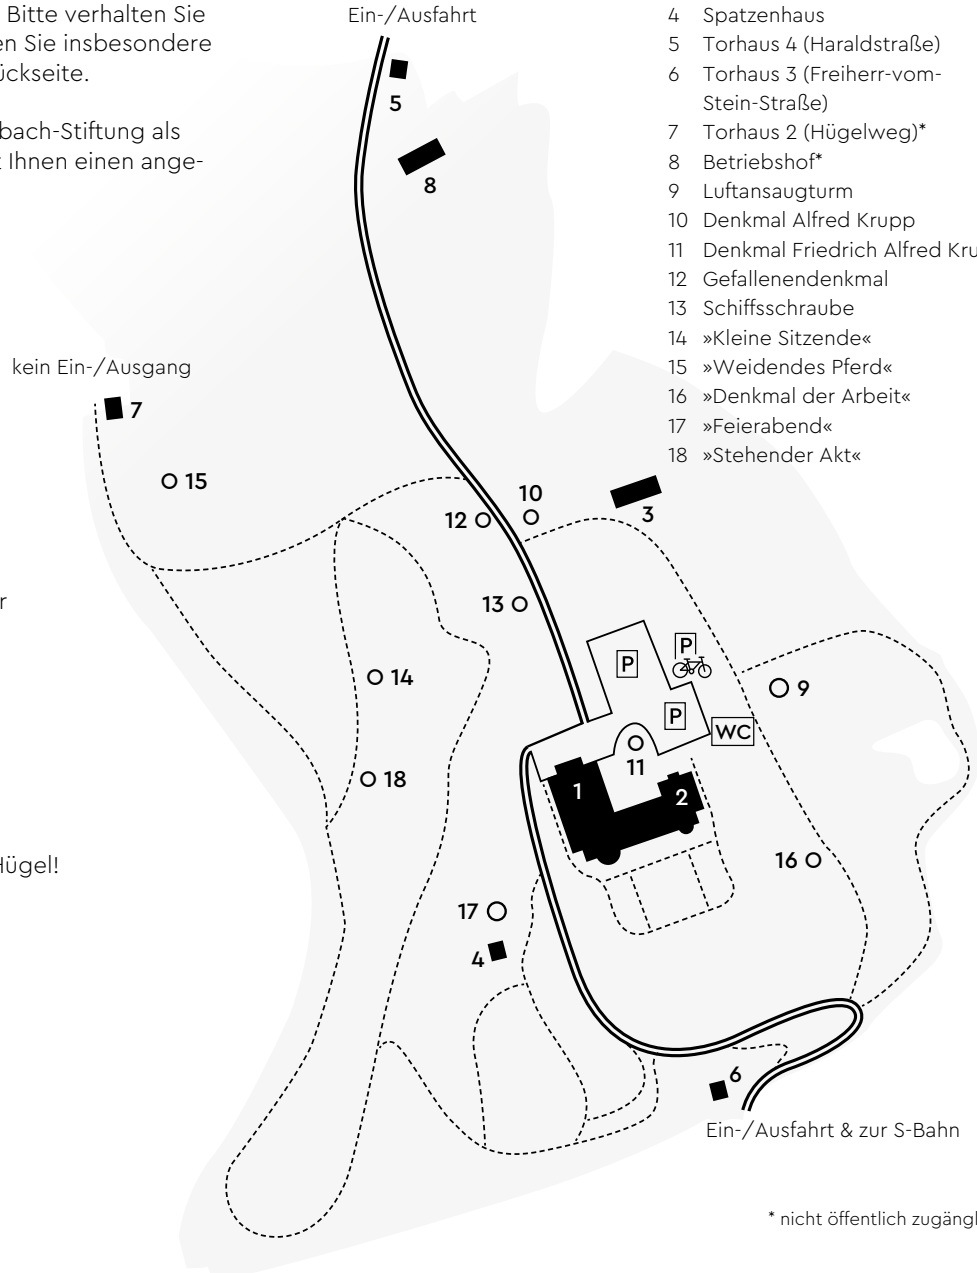 Bitte verhalten Sie
en Sie insbesondere
ückseite.
bach-Stiftung als
Ihnen einen ange-
r
Hügel!
Ein-/Ausfahrt
4 Spatzenhaus
5 Torhaus 4 (Haraldstraße)
6 Torhaus 3 (Freiherr-vom-
Stein-Straße)
7 Torhaus 2 (Hügelweg)*
8 Betriebshof*
9 Luftansaugturm
10 Denkmal Alfred Krupp
11 Denkmal Friedrich Alfred Kru
12 Gefallenendenkmal
13 Schiffsschraube
14 »Kleine Sitzende«
15 »Weidendes Pferd«
16 »Denkmal der Arbeit«
17 »Feierabend«
18 »Stehender Akt«
5
8
kein Ein-/Ausgang
7
15
10
12
3
13
P
P
14
9
P
WC
11
1
2
18
16
17
4
6
Ein-/Ausfahrt & zur S-Bahn
* nicht öffentlich zugängl